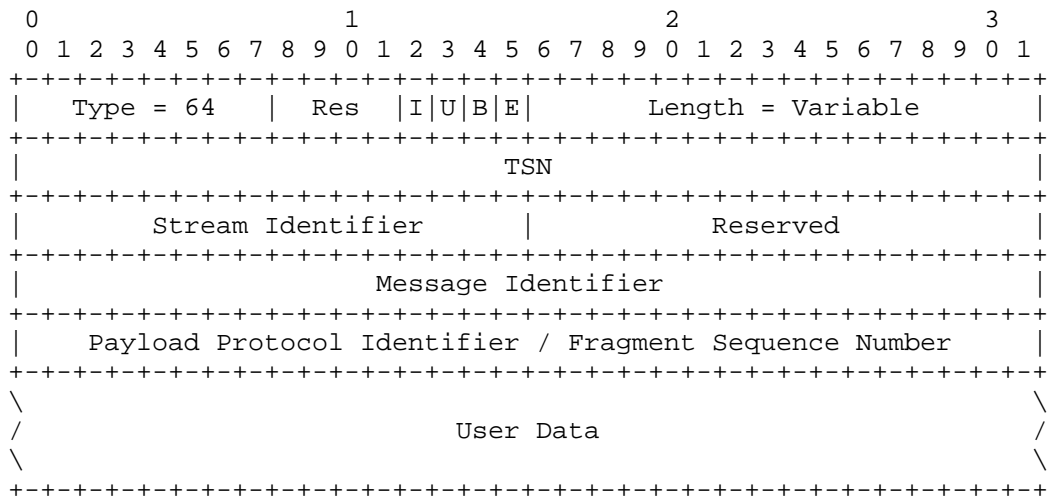 0                   1                   2                   3
 0 1 2 3 4 5 6 7 8 9 0 1 2 3 4 5 6 7 8 9 0 1 2 3 4 5 6 7 8 9 0 1
+-+-+-+-+-+-+-+-+-+-+-+-+-+-+-+-+-+-+-+-+-+-+-+-+-+-+-+-+-+-+-+-+
|   Type = 64   |  Res  |I|U|B|E|       Length = Variable       |
+-+-+-+-+-+-+-+-+-+-+-+-+-+-+-+-+-+-+-+-+-+-+-+-+-+-+-+-+-+-+-+-+
|                              TSN                              |
+-+-+-+-+-+-+-+-+-+-+-+-+-+-+-+-+-+-+-+-+-+-+-+-+-+-+-+-+-+-+-+-+
|        Stream Identifier      |           Reserved            |
+-+-+-+-+-+-+-+-+-+-+-+-+-+-+-+-+-+-+-+-+-+-+-+-+-+-+-+-+-+-+-+-+
|                      Message Identifier                       |
+-+-+-+-+-+-+-+-+-+-+-+-+-+-+-+-+-+-+-+-+-+-+-+-+-+-+-+-+-+-+-+-+
|    Payload Protocol Identifier / Fragment Sequence Number     |
+-+-+-+-+-+-+-+-+-+-+-+-+-+-+-+-+-+-+-+-+-+-+-+-+-+-+-+-+-+-+-+-+
\                                                               \
/                           User Data                           /
\                                                               \
+-+-+-+-+-+-+-+-+-+-+-+-+-+-+-+-+-+-+-+-+-+-+-+-+-+-+-+-+-+-+-+-+